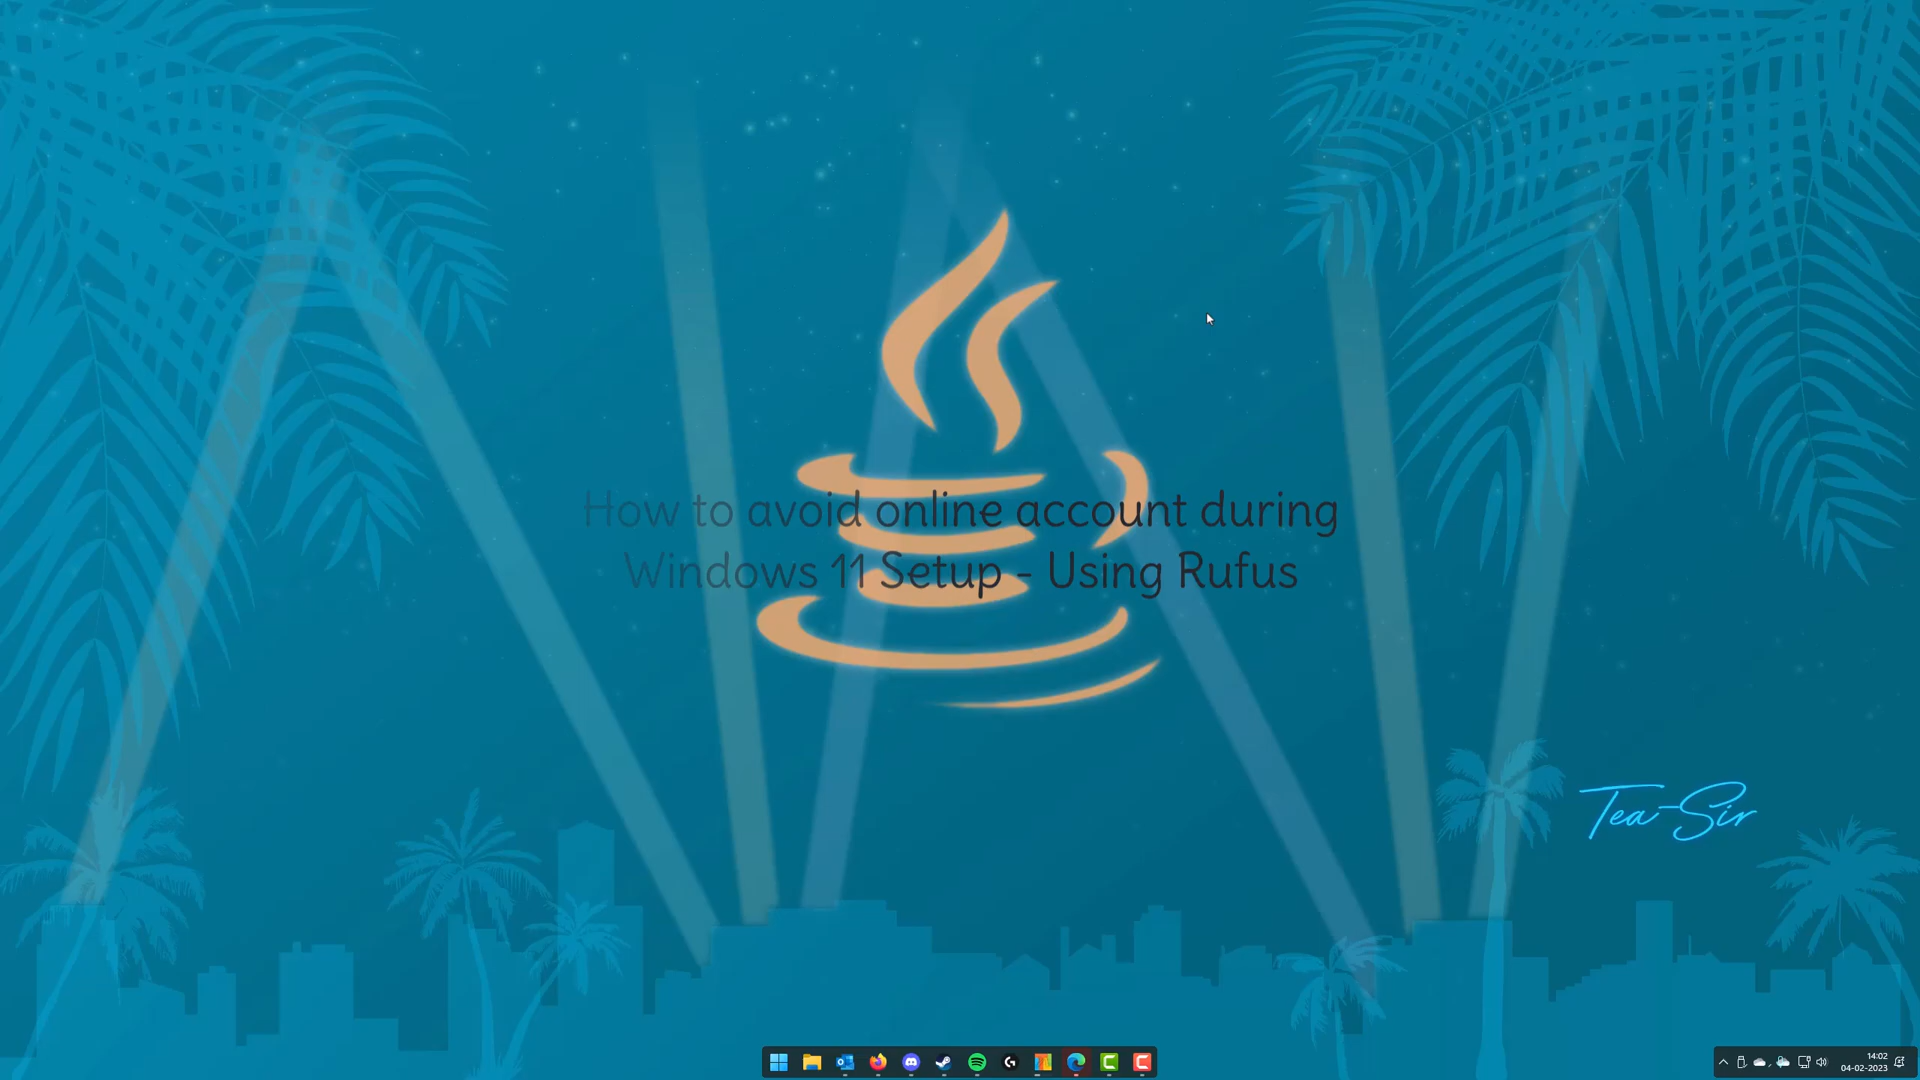 How to avoid online account during
Windows 11 Setup - Using Rufus
Tea-Sir
14:02
04-02-2023